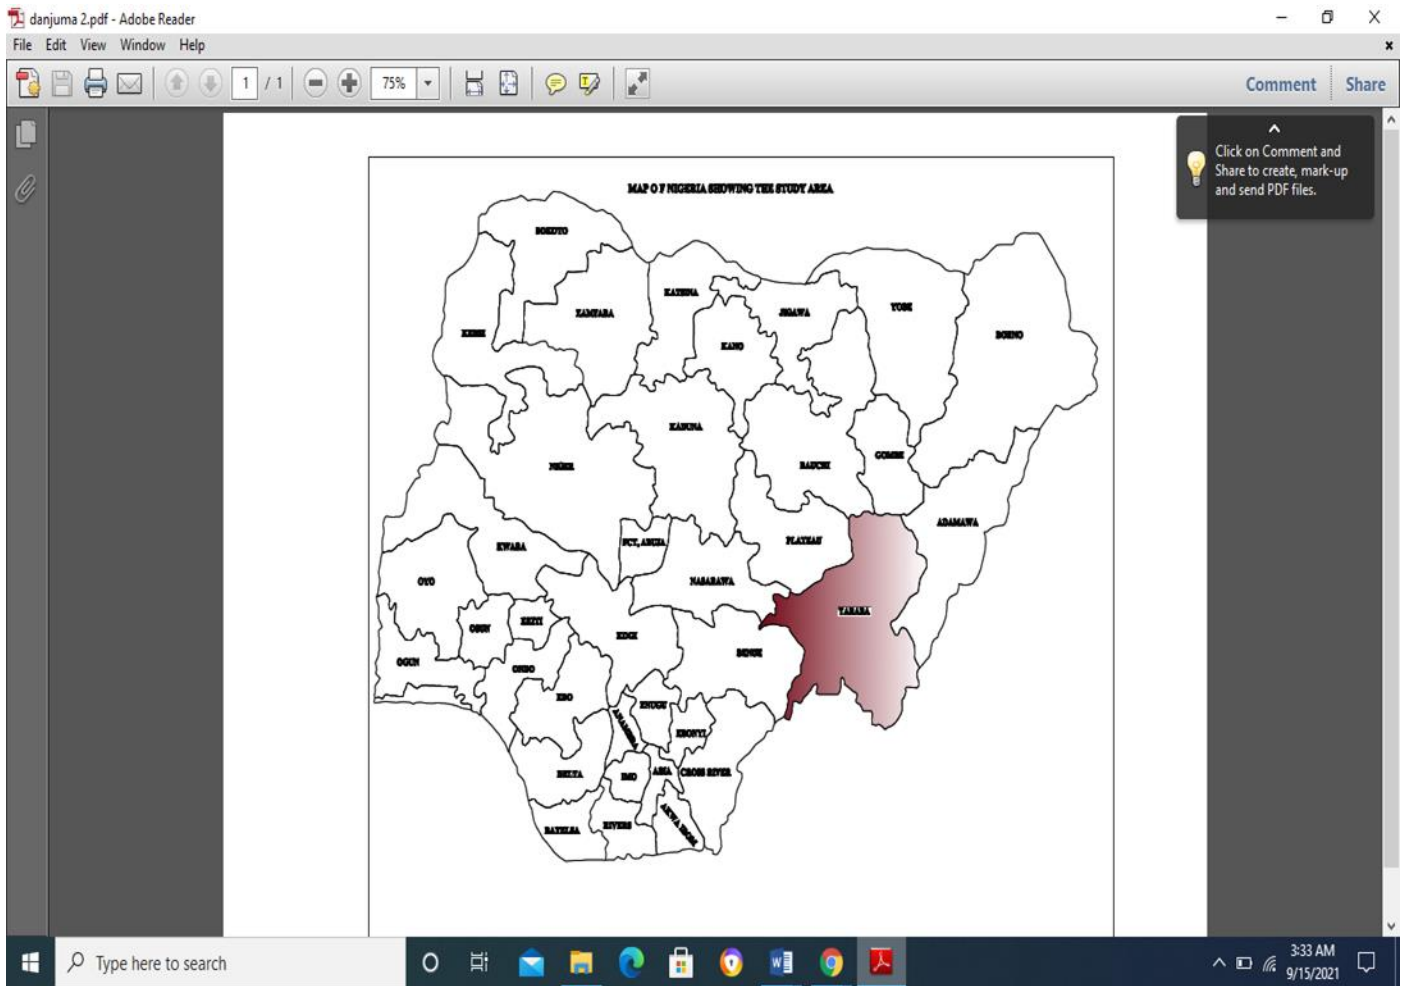 danjuma 2.pdf - Adobe Reader
File Edit View Window Help
1 / 1 75% Comment Share
Click on Comment and
Share to create, mark-up
and send PDF files.
MAP O F NIGERIA SHOWING THE STUDY AREA
SOKOTO
KATSINA
ZAMFARA
JIGAWA
YOBE
KEBBI
KANO
BORNO
KADUNA
NIGER
BAUCHI
GOMBE
ADAMAWA
KWARA
FCT, ABUJA
PLATEAU
OYO
NASARAWA
TARABA
OSUN
EKITI
KOGI
BENUE
OGUN
ONDO
EDO
ENUGU
ANAMBRA
EBONYI
DELTA
IMO
ABIA
CROSS RIVER
BAYELSA
RIVERS
AKWA IBOM
Type here to search
3:33 AM
9/15/2021